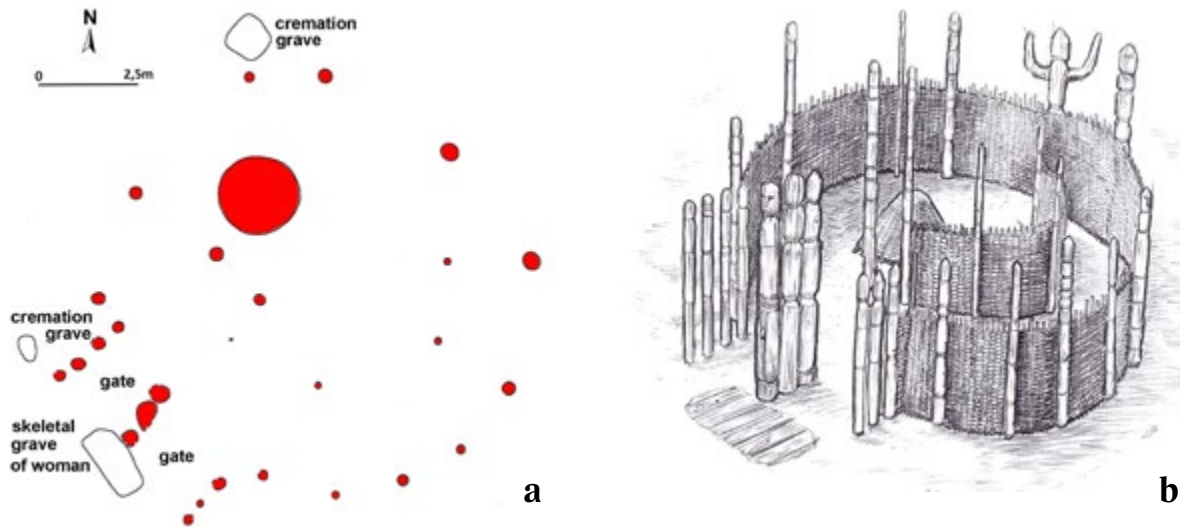 N
0 2,5m
cremation
grave
cremation
grave
gate
skeletal
grave
of woman
gate
a
b